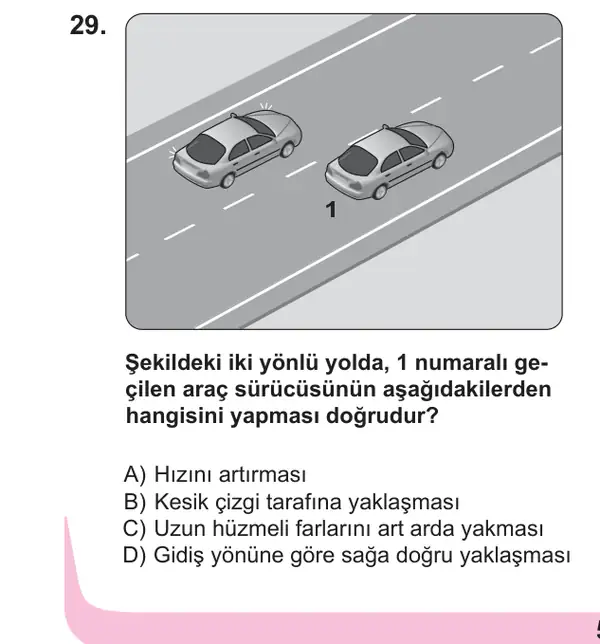 29.
1
Şekildeki iki yönlü yolda, 1 numaralı ge-
çilen araç sürücüsünün aşağıdakilerden
hangisini yapması doğrudur?
A) Hızını artırması
B) Kesik çizgi tarafına yaklaşması
C) Uzun hüzmeli farlarını art arda yakması
D) Gidiş yönüne göre sağa doğru yaklaşması